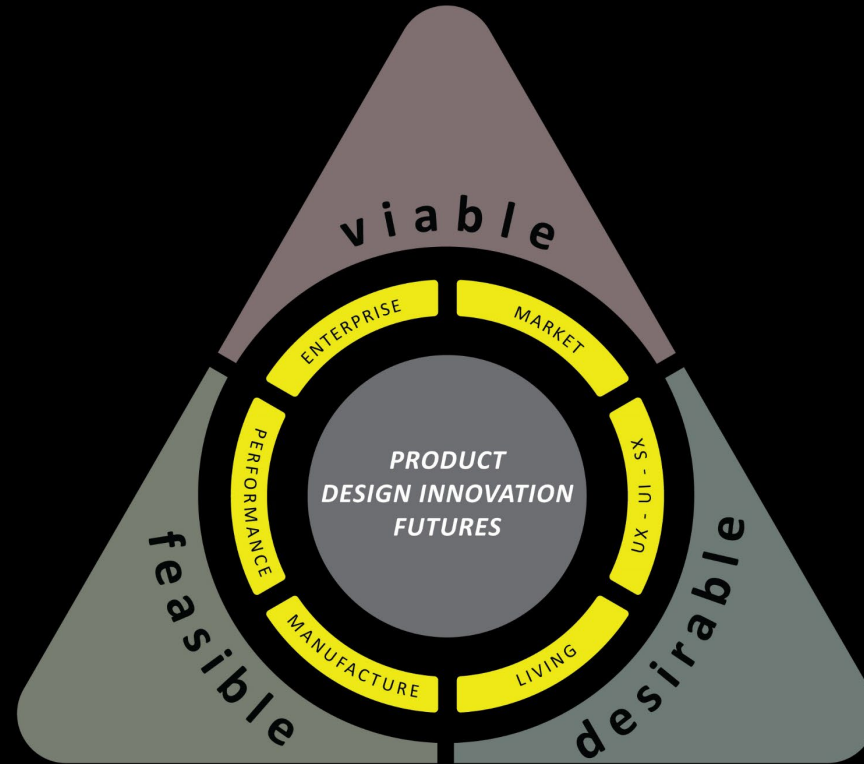 viable
ENTERPRISE
MARKET
PERFORMANCE
UX - UI - SX
PRODUCT
DESIGN INNOVATION
FUTURES
feasible
desirable
MANUFACTURE
LIVING